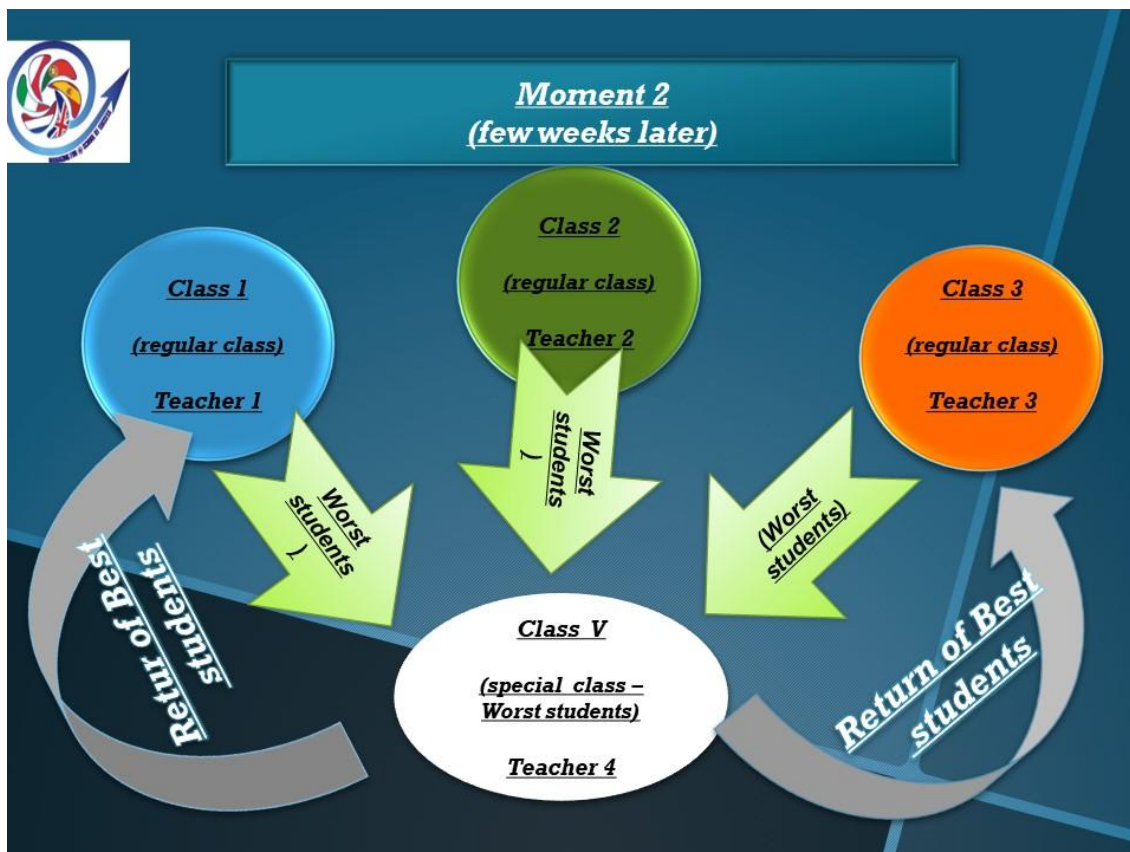 Moment 2
(few weeks later)
Class 2
(regular class)
Teacher 2
Class 1
(regular class)
Teacher 1
Class 3
(regular class)
Teacher 3
Worst
students
)
Worst
students
)
(Worst
students)
Retur of Best
students
Return of Best
students
Class V
(special class –
Worst students)
Teacher 4